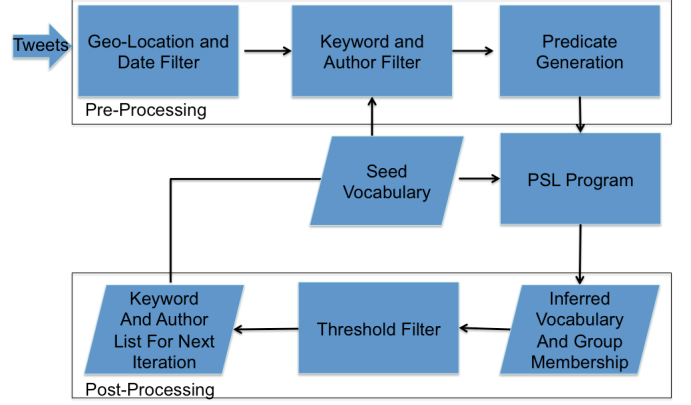 Tweets
Geo-Location and
Date Filter
Keyword and
Author Filter
Predicate
Generation
Pre-Processing
Seed
Vocabulary
PSL Program
Keyword
And Author
List For Next
Iteration
Threshold Filter
Inferred
Vocabulary
And Group
Membership
Post-Processing